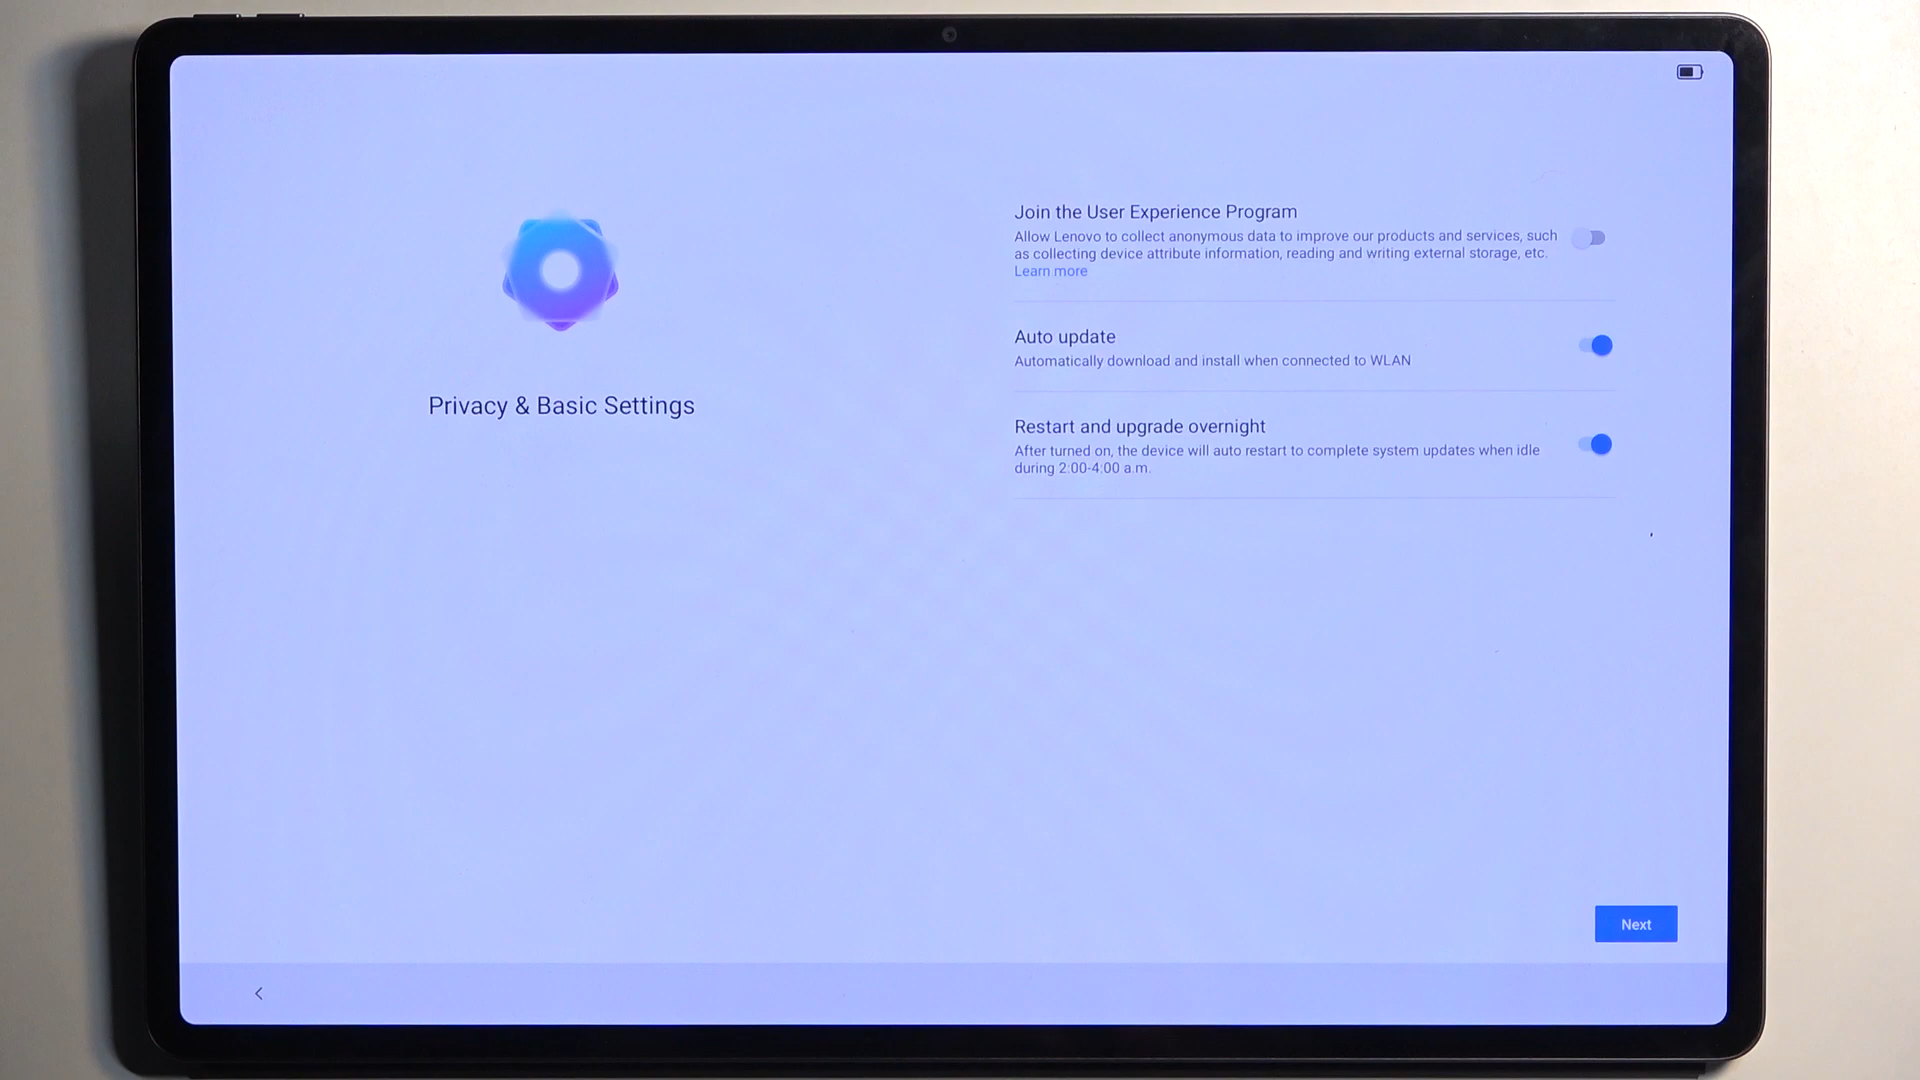 Privacy & Basic Settings
Join the User Experience Program
Allow Lenovo to collect anonymous data to improve our products and services, such
as collecting device attribute information, reading and writing external storage, etc.
Learn more
Auto update
Automatically download and install when connected to WLAN
Restart and upgrade overnight
After turned on, the device will auto restart to complete system updates when idle
during 2:00-4:00 a.m.
Next